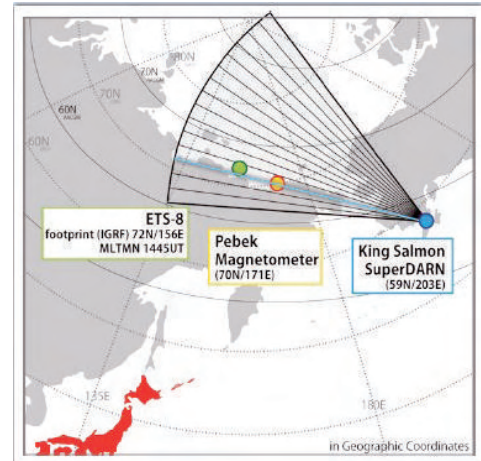 80N
70N
70N
60N
60N
ETS-8
footprint (IGRF) 72N/156E
MLTMN 1445UT
Pebek
Magnetometer
(70N/171E)
King Salmon
SuperDARN
(59N/203E)
135E
180E
in Geographic Coordinates